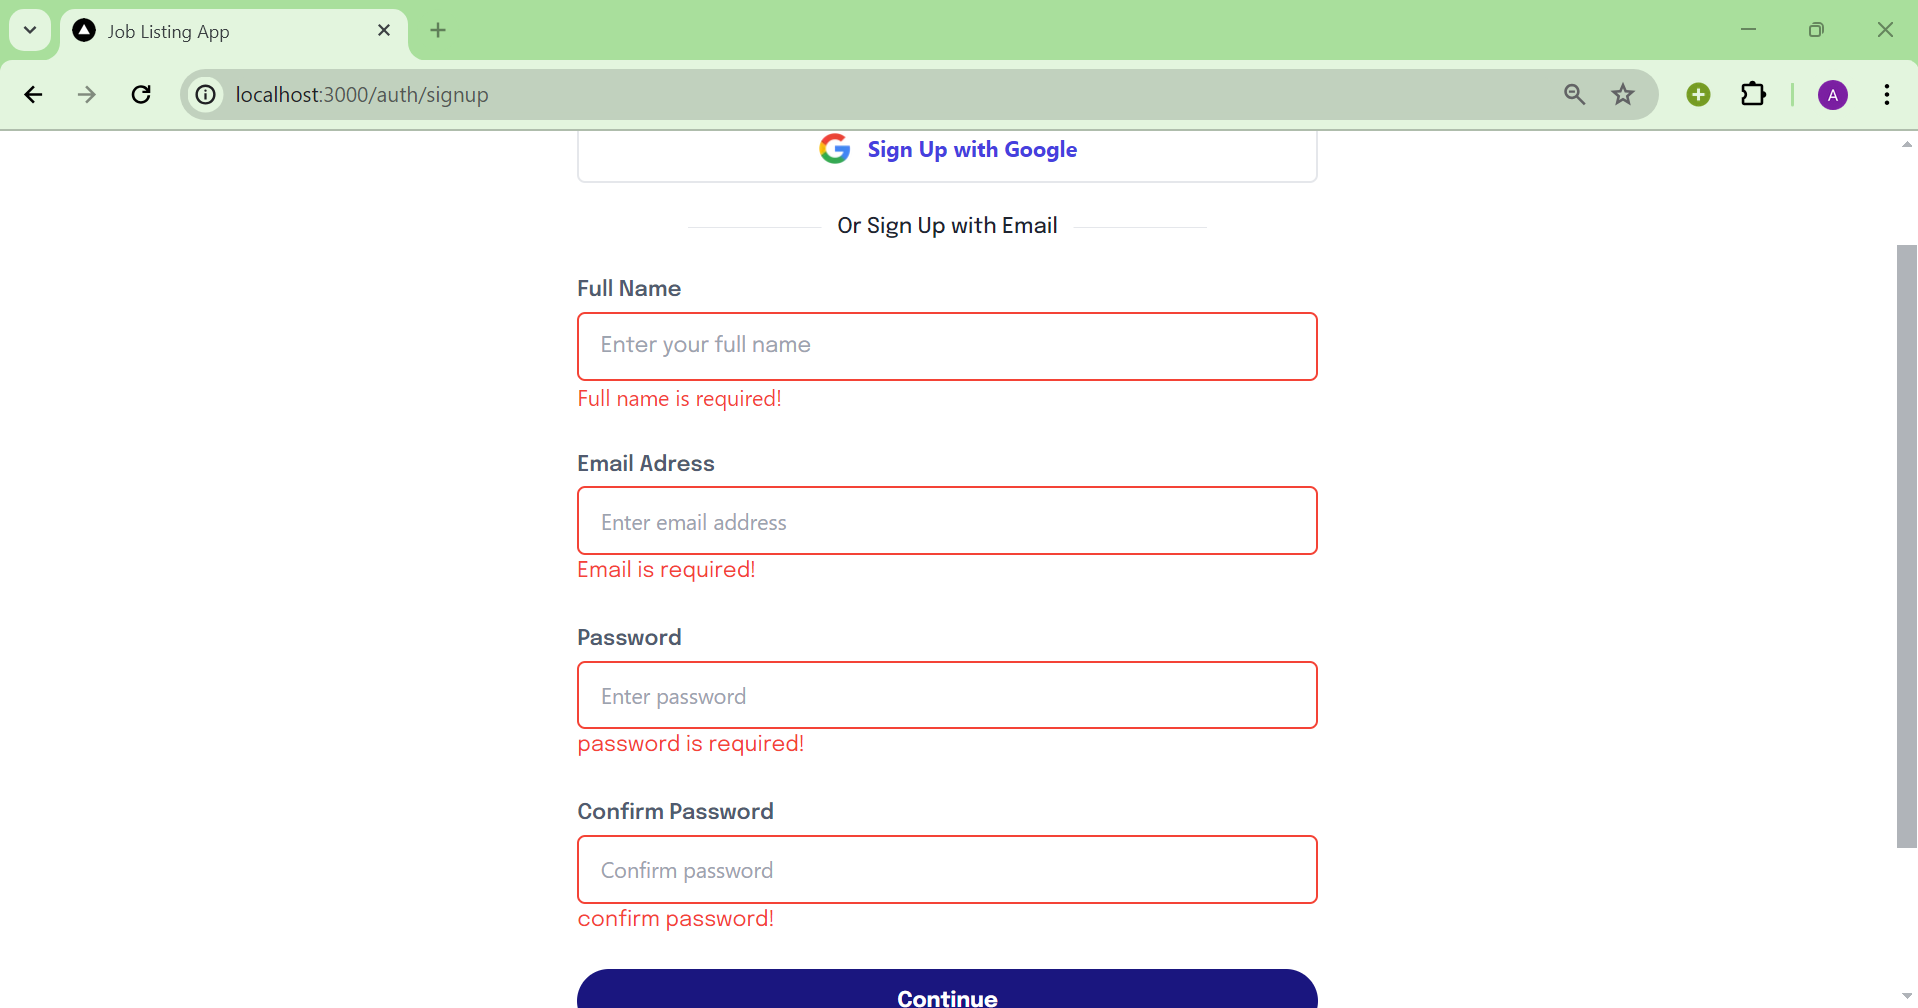 Job Listing App
localhost:3000/auth/signup
A
Sign Up with Google
Or Sign Up with Email
Full Name
Enter your full name
Full name is required!
Email Adress
Enter email address
Email is required!
Password
Enter password
password is required!
Confirm Password
Confirm password
confirm password!
Continue